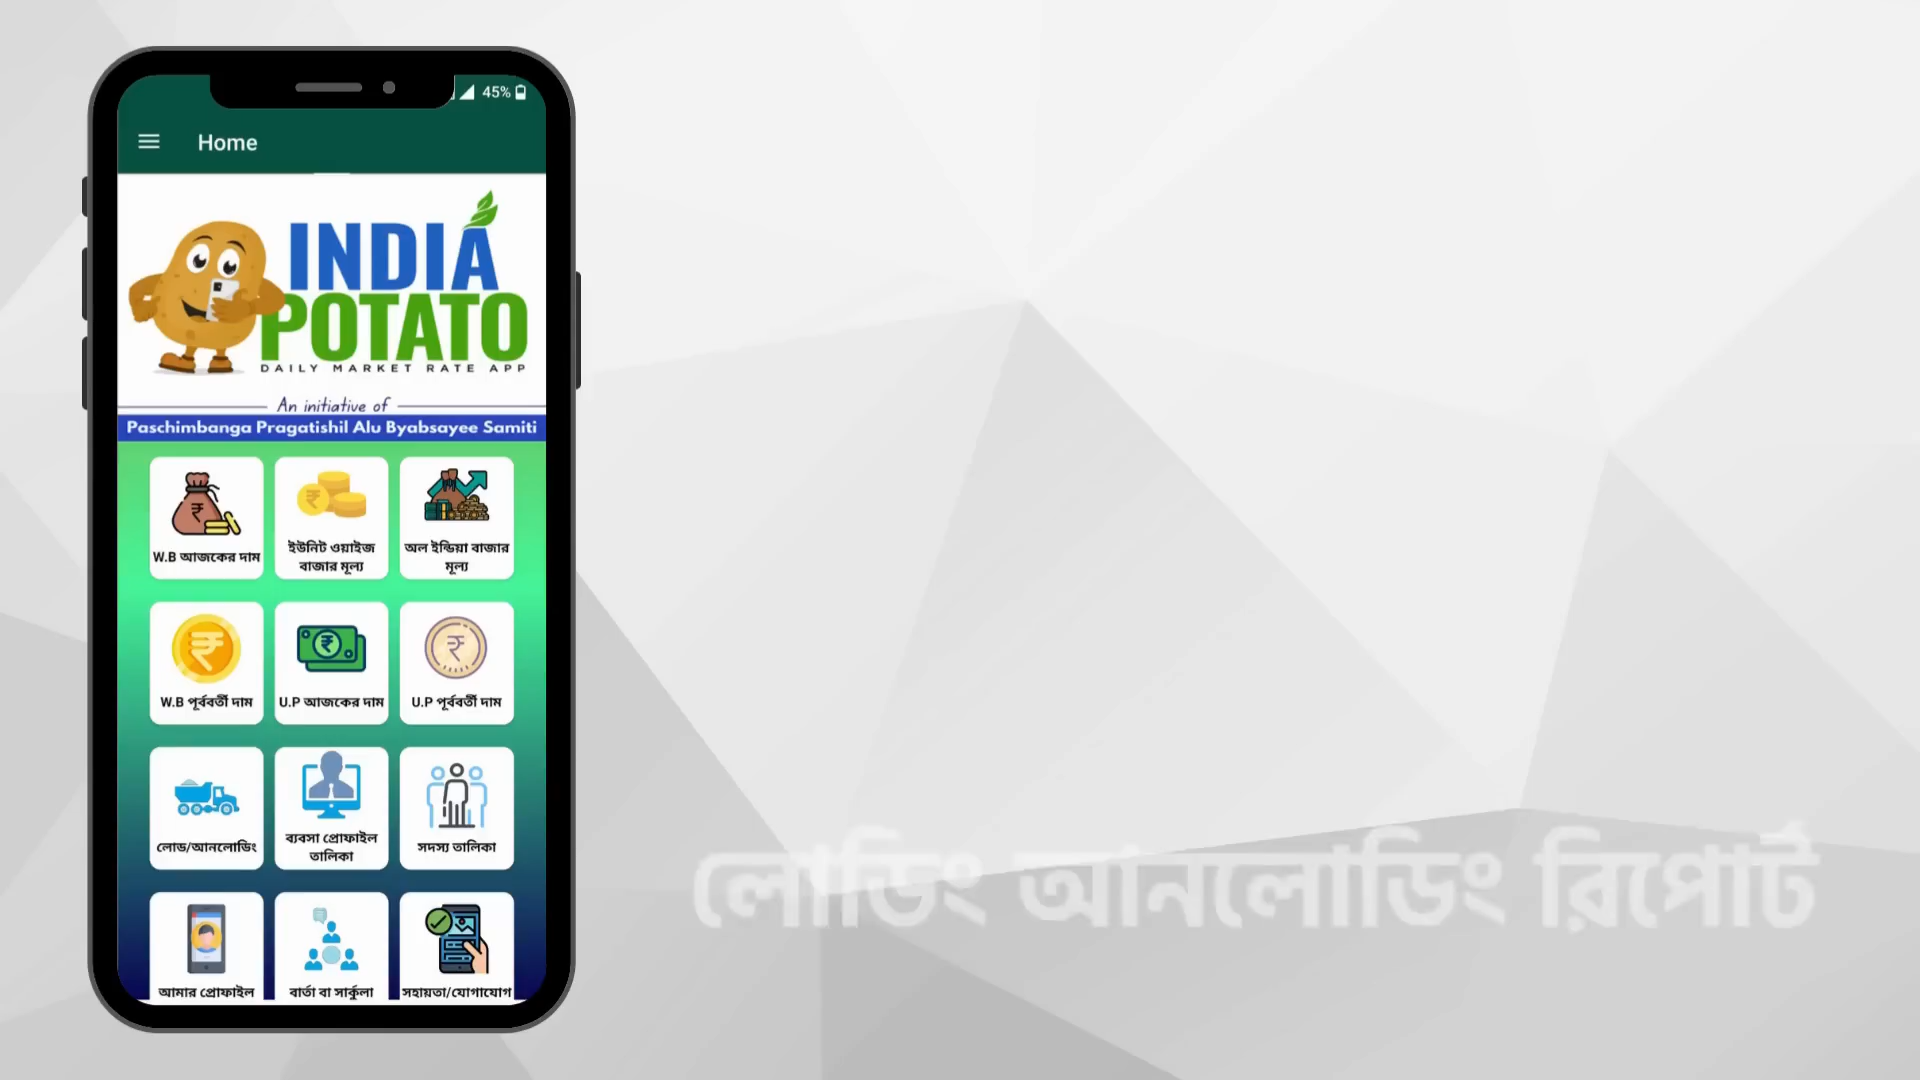 45%
Home
INDIA
POTATO
DAILY MARKET RATE APP
An initiative of
Paschimbanga Pragatishil Alu Byabsayee Samiti
W.B আজকের দাম
ইউনিট ওয়াইজ
বাজার মূল্য
অল ইন্ডিয়া বাজার
মূল্য
W.B পূর্ববর্তী দাম
U.P আজকের দাম
U.P পূর্ববর্তী দাম
লোড/আনলোডিং
ব্যবসা প্রোফাইল
তালিকা
সদস্য তালিকা
আমার প্রোফাইল
বার্তা বা সার্কুলা
সহায়তা/যোগাযোগ
লোডিং আনলোডিং রিপোর্ট